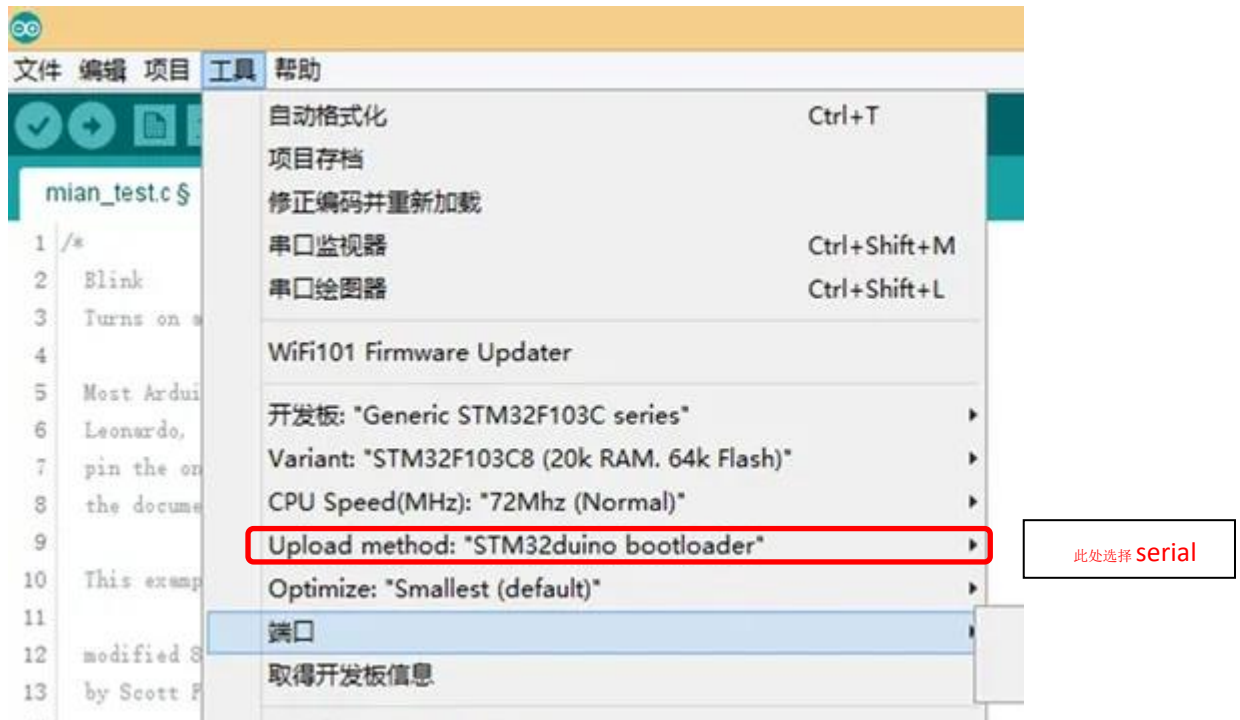 文件 编辑 项目 工具 帮助
自动格式化 Ctrl+T
项目存档
修正编码并重新加载
串口监视器 Ctrl+Shift+M
串口绘图器 Ctrl+Shift+L
WiFi101 Firmware Updater
开发板: "Generic STM32F103C series"
Variant: "STM32F103C8 (20k RAM. 64k Flash)"
CPU Speed(MHz): "72Mhz (Normal)"
Upload method: "STM32duino bootloader"
Optimize: "Smallest (default)"
端口
取得开发板信息
此处选择 serial
mian_test.c §
1 /*
2 Blink
3 Turns on
4
5 Most
6 Leonardo,
7 pin the on
8 the
9
10 This
11
12 modified
13 by Scott